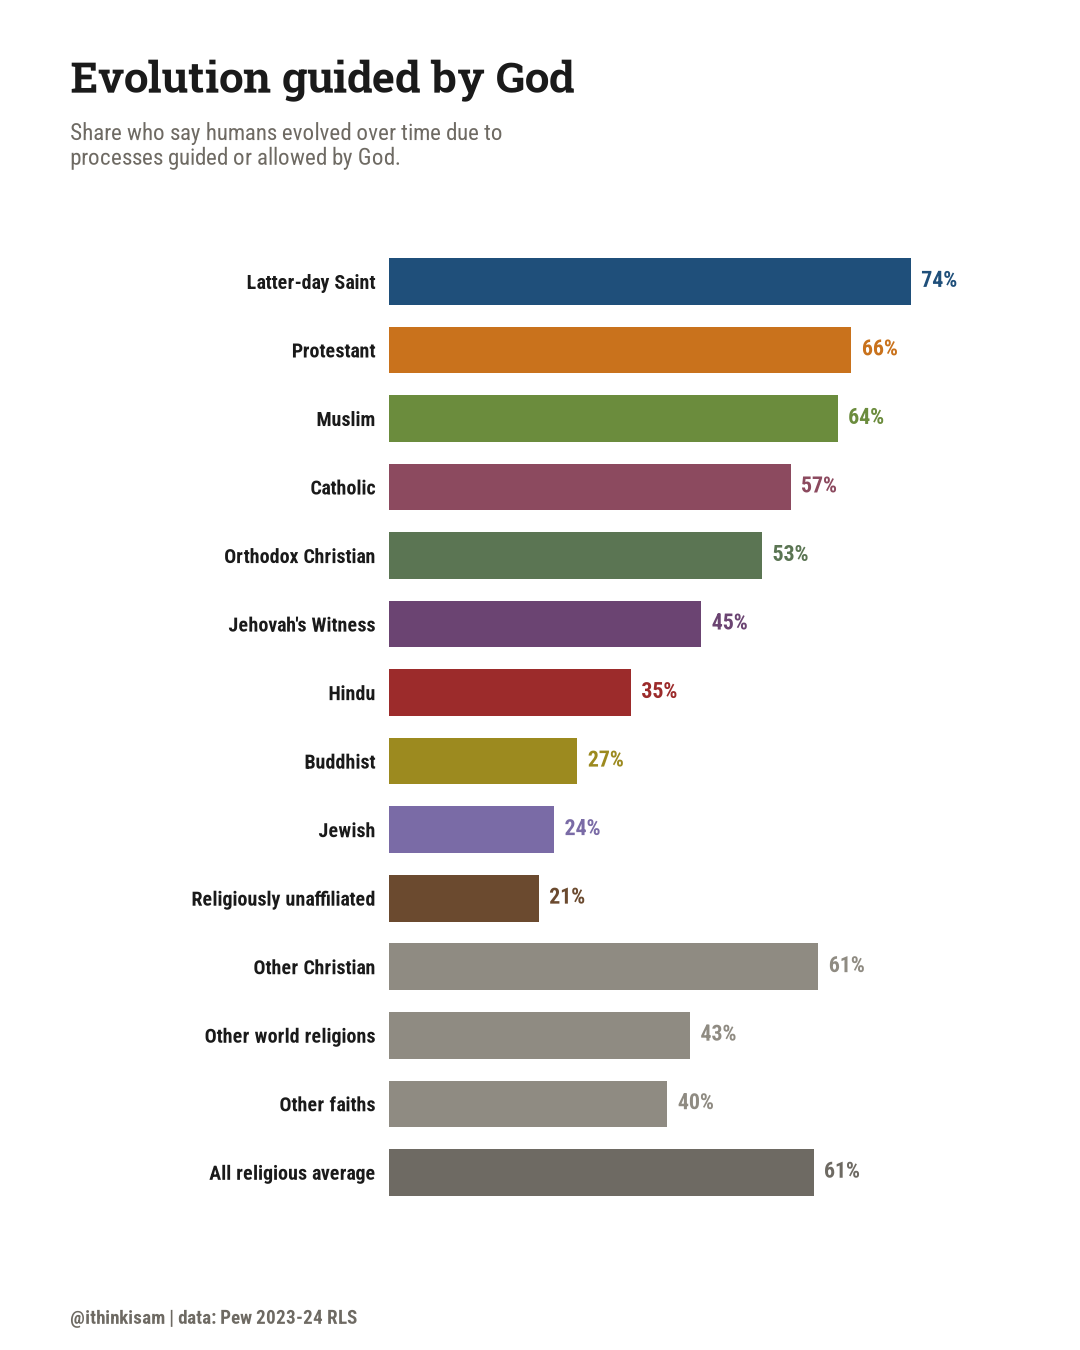 Evolution guided by God
Share who say humans evolved over time due to
processes guided or allowed by God.
Latter-day Saint 74%
Protestant 66%
Muslim 64%
Catholic 57%
Orthodox Christian 53%
Jehovah's Witness 45%
Hindu 35%
Buddhist 27%
Jewish 24%
Religiously unaffiliated 21%
Other Christian 61%
Other world religions 43%
Other faiths 40%
All religious average 61%
@ithinkisam | data: Pew 2023-24 RLS